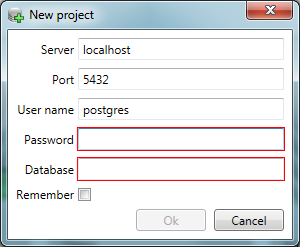 New project
Server localhost
Port 5432
User name postgres
Password
Database
Remember
Ok Cancel